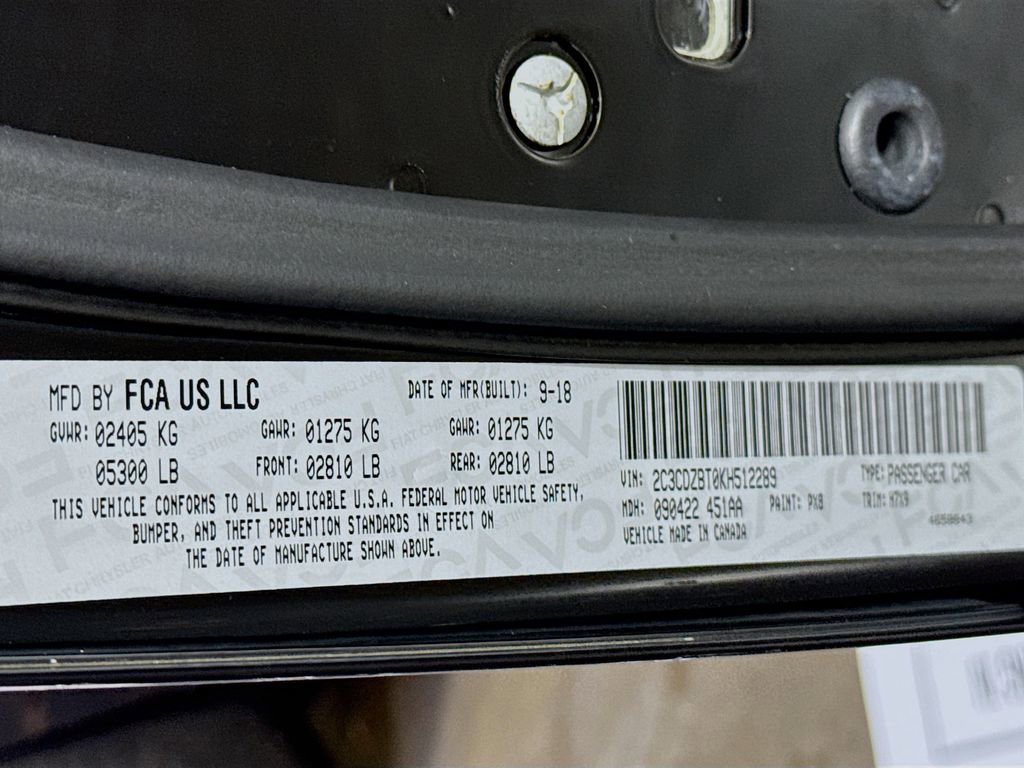 MFD BY FCA US LLC DATE OF MFR(BUILT): 9-18
GVWR: 02405 KG GAWR: 01275 KG GAWR: 01275 KG
05300 LB FRONT: 02810 LB REAR: 02810 LB
THIS VEHICLE CONFORMS TO ALL APPLICABLE U.S.A. FEDERAL MOTOR VEHICLE SAFETY,
BUMPER, AND THEFT PREVENTION STANDARDS IN EFFECT ON
THE DATE OF MANUFACTURE SHOWN ABOVE.
VIN: 2C3CDZBT0KH512289 TYPE: PASSENGER CAR
MDH: 090422 451AA PAINT: PX8 TRIM: H7X9
VEHICLE MADE IN CANADA 4658643